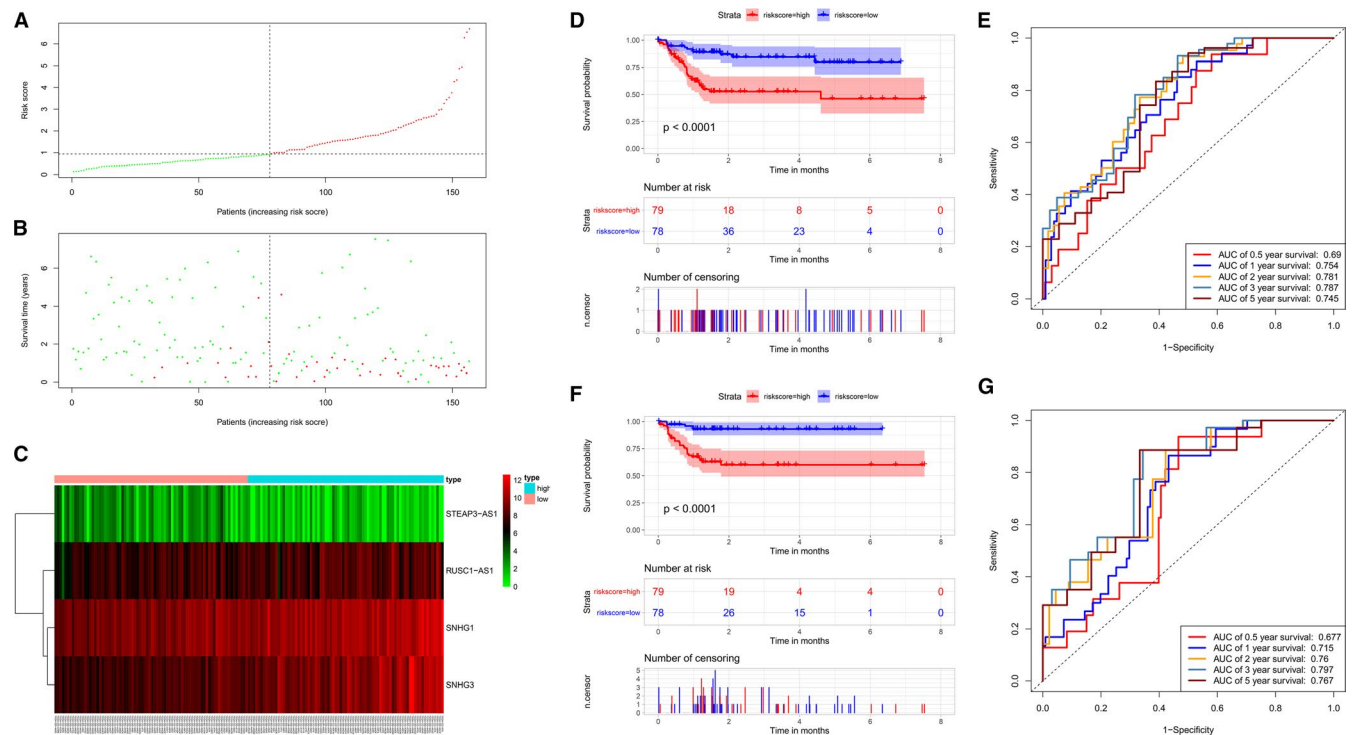 A
Risk score
0 1 2 3 4 5 6
0 50 100 150
Patients (increasing risk socre)
B
Survival time (years)
0 2 4 6
0 50 100 150
Patients (increasing risk socre)
C
type
STEAP3-AS1
RUSC1-AS1
SNHG1
SNHG3
type
high
low
12
10
8
6
4
2
0
D
Strata riskscore=high riskscore=low
Survival probability
1.00
0.75
0.50
0.25
0.00
p < 0.0001
0 2 4 6 8
Time in months
Number at risk
Strata
riskscore=high 79 18 8 5 0
riskscore=low 78 36 23 4 0
0 2 4 6 8
Time in months
Number of censoring
n.censor
2
1
0
0 2 4 6 8
Time in months
E
Sensitivity
0.0 0.2 0.4 0.6 0.8 1.0
AUC of 0.5 year survival: 0.69
AUC of 1 year survival: 0.754
AUC of 2 year survival: 0.781
AUC of 3 year survival: 0.787
AUC of 5 year survival: 0.745
0.0 0.2 0.4 0.6 0.8 1.0
1-Specificity
F
Strata riskscore=high riskscore=low
Survival probability
1.00
0.75
0.50
0.25
0.00
p < 0.0001
0 2 4 6 8
Time in months
Number at risk
Strata
riskscore=high 79 19 4 4 0
riskscore=low 78 26 15 1 0
0 2 4 6 8
Time in months
Number of censoring
n.censor
5
4
3
2
1
0
0 2 4 6 8
Time in months
G
Sensitivity
0.0 0.2 0.4 0.6 0.8 1.0
AUC of 0.5 year survival: 0.677
AUC of 1 year survival: 0.715
AUC of 2 year survival: 0.76
AUC of 3 year survival: 0.797
AUC of 5 year survival: 0.767
0.0 0.2 0.4 0.6 0.8 1.0
1-Specificity